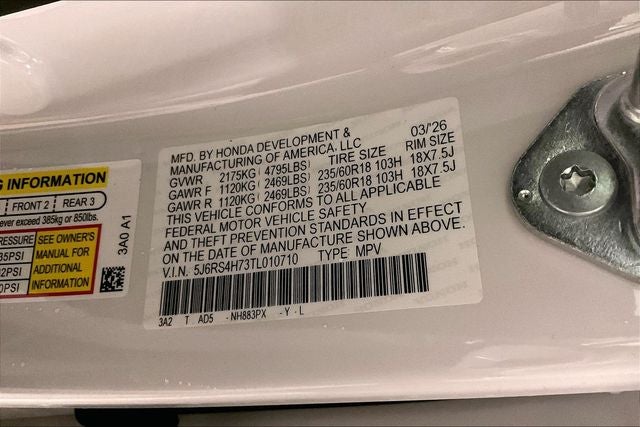 G INFORMATION
FRONT 2 REAR 3
ever exceed 385kg or 850lbs.
PRESSURE
35PSI
2PSI
0PSI
SEE OWNER'S
MANUAL FOR
ADDITIONAL
INFORMATION
3A0 A1
MFD. BY HONDA DEVELOPMENT & 03/'26
MANUFACTURING OF AMERICA, LLC
GVWR 2175KG ( 4795LBS) TIRE SIZE RIM SIZE
GAWR F 1120KG ( 2469LBS) 235/60R18 103H 18X7.5J
GAWR R 1120KG ( 2469LBS) 235/60R18 103H 18X7.5J
THIS VEHICLE CONFORMS TO ALL APPLICABLE
FEDERAL MOTOR VEHICLE SAFETY
AND THEFT PREVENTION STANDARDS IN EFFECT
ON THE DATE OF MANUFACTURE SHOWN ABOVE.
V.I.N. 5J6RS4H73TL010710 TYPE MPV
3A2 T AD5 - NH883PX - Y - L